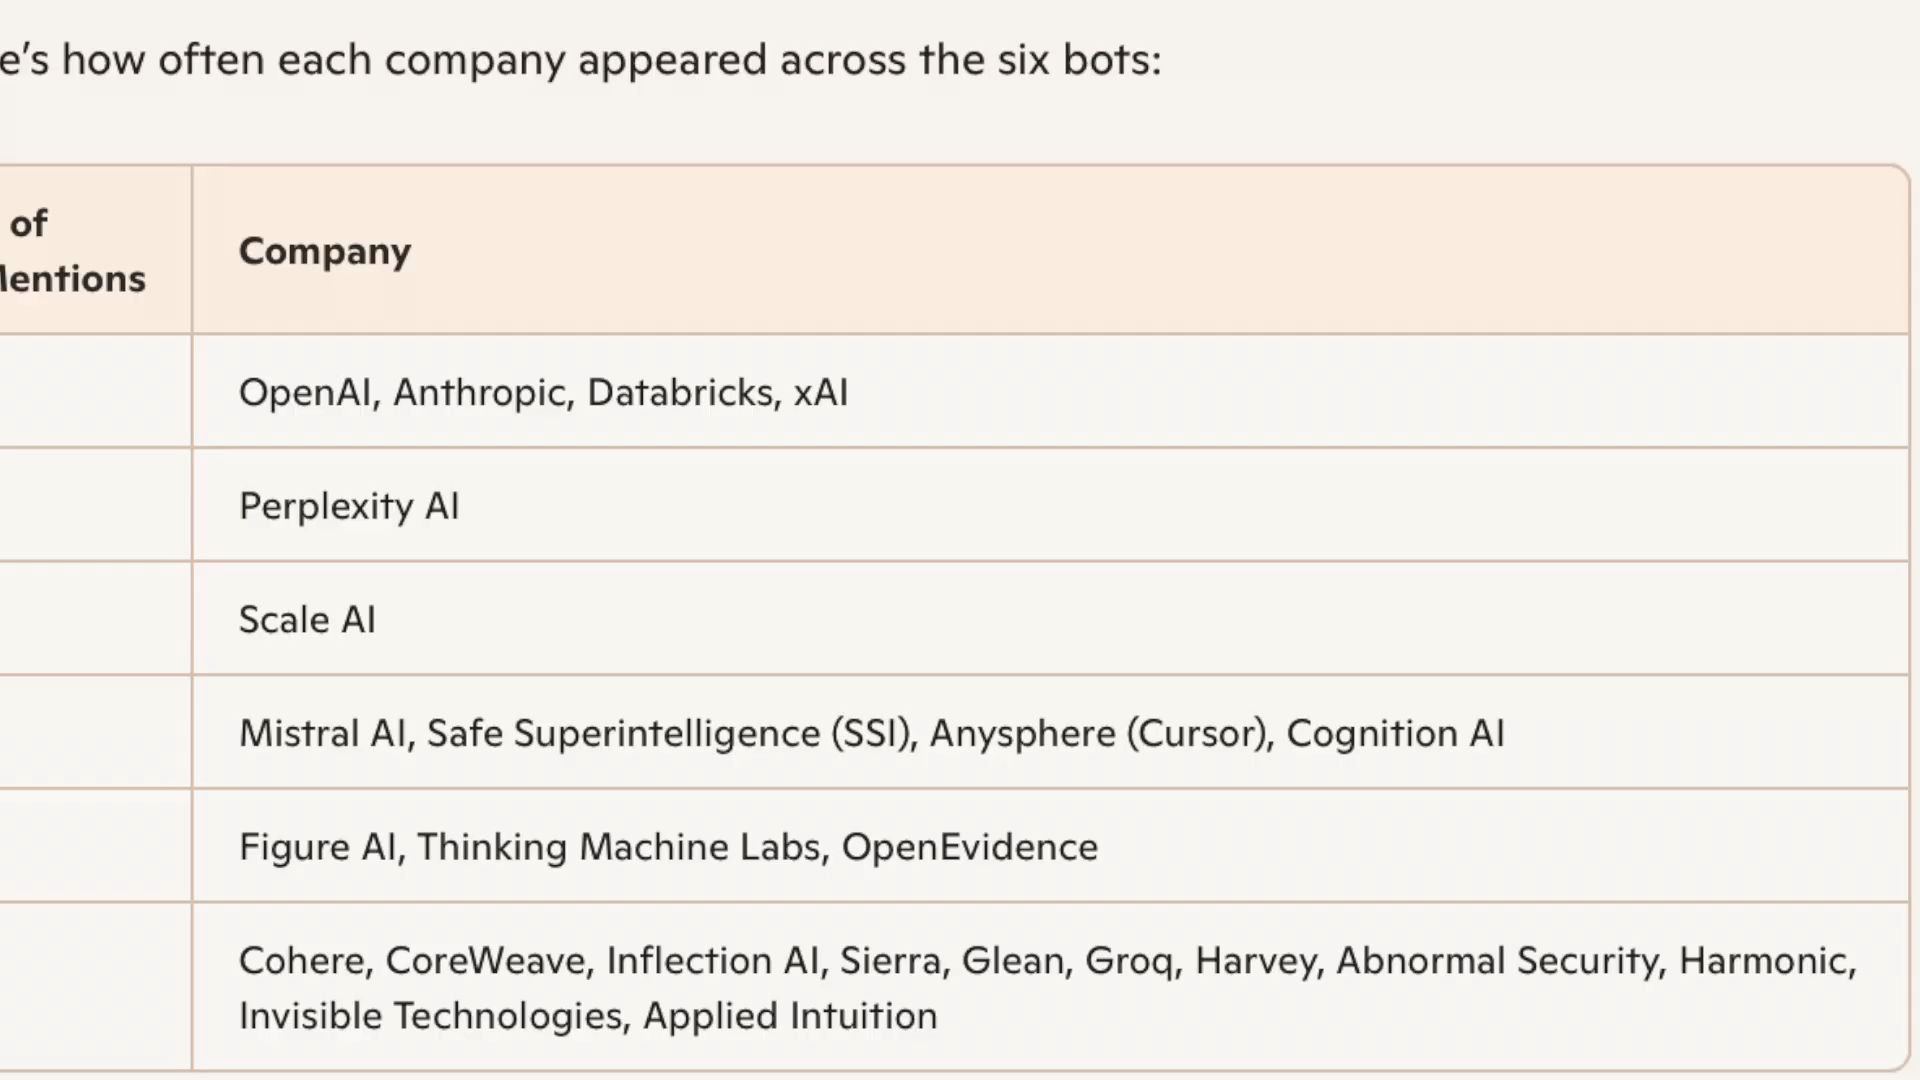 e's how often each company appeared across the six bots:
of
Mentions
Company
OpenAI, Anthropic, Databricks, xAI
Perplexity AI
Scale AI
Mistral AI, Safe Superintelligence (SSI), Anysphere (Cursor), Cognition AI
Figure AI, Thinking Machine Labs, OpenEvidence
Cohere, CoreWeave, Inflection AI, Sierra, Glean, Groq, Harvey, Abnormal Security, Harmonic,
Invisible Technologies, Applied Intuition